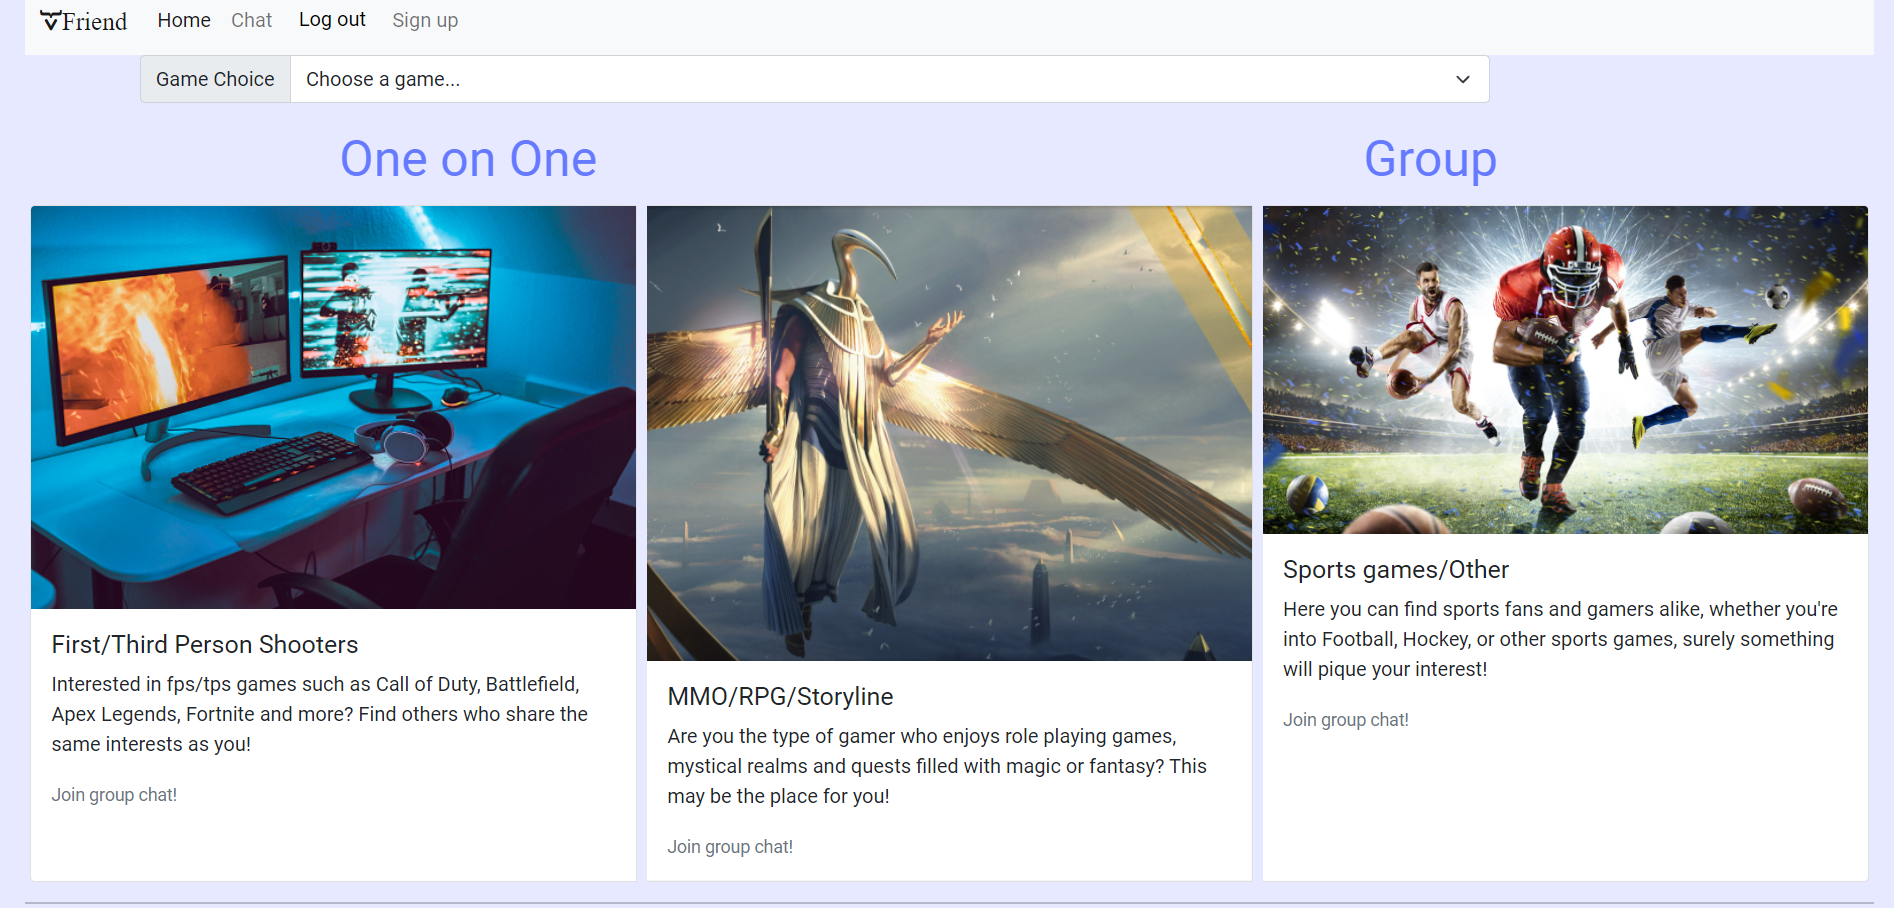 Friend Home Chat Log out Sign up
Game Choice Choose a game...
One on One
Group
First/Third Person Shooters
Interested in fps/tps games such as Call of Duty, Battlefield,
Apex Legends, Fortnite and more? Find others who share the
same interests as you!
Join group chat!
MMO/RPG/Storyline
Are you the type of gamer who enjoys role playing games,
mystical realms and quests filled with magic or fantasy? This
may be the place for you!
Join group chat!
Sports games/Other
Here you can find sports fans and gamers alike, whether you're
into Football, Hockey, or other sports games, surely something
will pique your interest!
Join group chat!